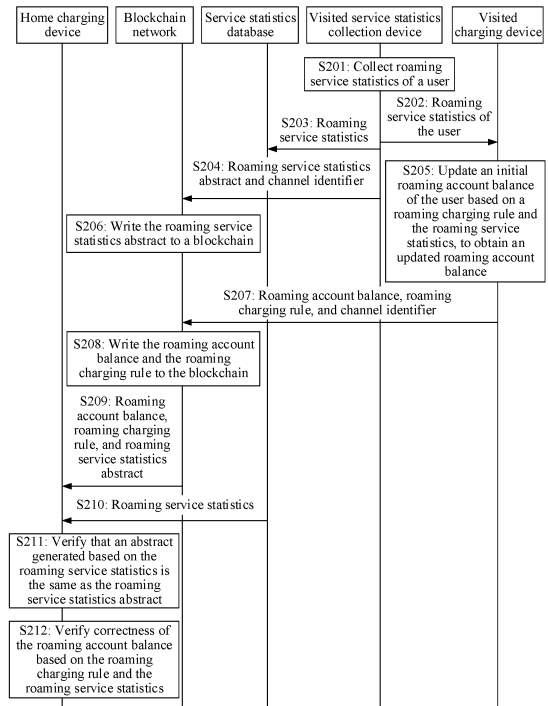 Home charging
device
Blockchain
network
Service statistics
database
Visited service statistics
collection device
Visited
charging device
S201: Collect roaming
service statistics of a user
S202: Roaming
service statistics of
the user
S203: Roaming
service statistics
S204: Roaming service statistics
abstract and channel identifier
S205: Update an initial
roaming account balance
of the user based on a
roaming charging rule and
the roaming service
statistics, to obtain an
updated roaming account
balance
S206: Write the roaming service
statistics abstract to a blockchain
S207: Roaming account balance, roaming
charging rule, and channel identifier
S208: Write the roaming account
balance and the roaming
charging rule to the blockchain
S209: Roaming
account balance,
roaming charging
rule, and roaming
service statistics
abstract
S210: Roaming service statistics
S211: Verify that an abstract
generated based on the
roaming service statistics is
the same as the roaming
service statistics abstract
S212: Verify correctness of
the roaming account balance
based on the roaming
charging rule and the
roaming service statistics